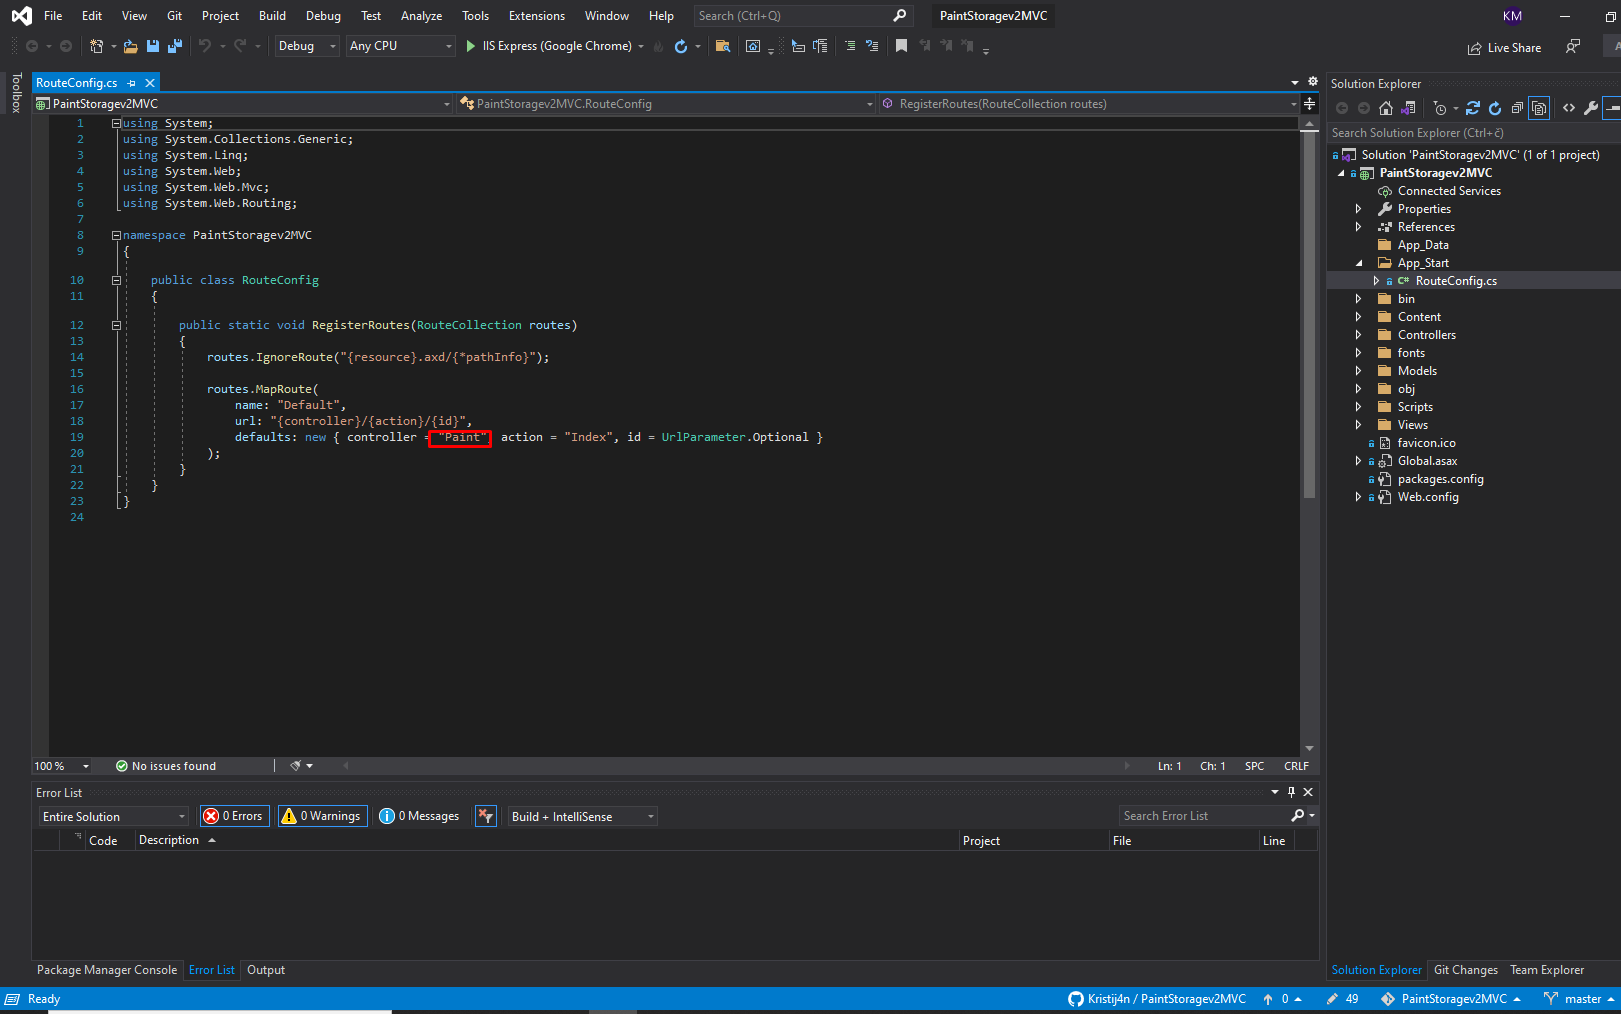 File Edit View Git Project Build Debug Test Analyze Tools Extensions Window Help Search (Ctrl+Q) PaintStoragev2MVC KM
Debug Any CPU IIS Express (Google Chrome) Live Share
Toolbox
RouteConfig.cs
PaintStoragev2MVC PaintStoragev2MVC.RouteConfig RegisterRoutes(RouteCollection routes)
1 using System;
2 using System.Collections.Generic;
3 using System.Linq;
4 using System.Web;
5 using System.Web.Mvc;
6 using System.Web.Routing;
7
8 namespace PaintStoragev2MVC
9 {
10 public class RouteConfig
11 {
12 public static void RegisterRoutes(RouteCollection routes)
13 {
14 routes.IgnoreRoute("{resource}.axd/{*pathInfo}");
15
16 routes.MapRoute(
17 name: "Default",
18 url: "{controller}/{action}/{id}",
19 defaults: new { controller = "Paint", action = "Index", id = UrlParameter.Optional }
20 );
21 }
22 }
23 }
24
100 % No issues found Ln: 1 Ch: 1 SPC CRLF
Error List
Entire Solution 0 Errors 0 Warnings 0 Messages Build + IntelliSense Search Error List
Code Description Project File Line
Package Manager Console Error List Output
Solution Explorer
Search Solution Explorer (Ctrl+č)
Solution 'PaintStoragev2MVC' (1 of 1 project)
PaintStoragev2MVC
Connected Services
Properties
References
App_Data
App_Start
C# RouteConfig.cs
bin
Content
Controllers
fonts
Models
obj
Scripts
Views
favicon.ico
Global.asax
packages.config
Web.config
Solution Explorer Git Changes Team Explorer
Ready Kristij4n / PaintStoragev2MVC 0 49 PaintStoragev2MVC master